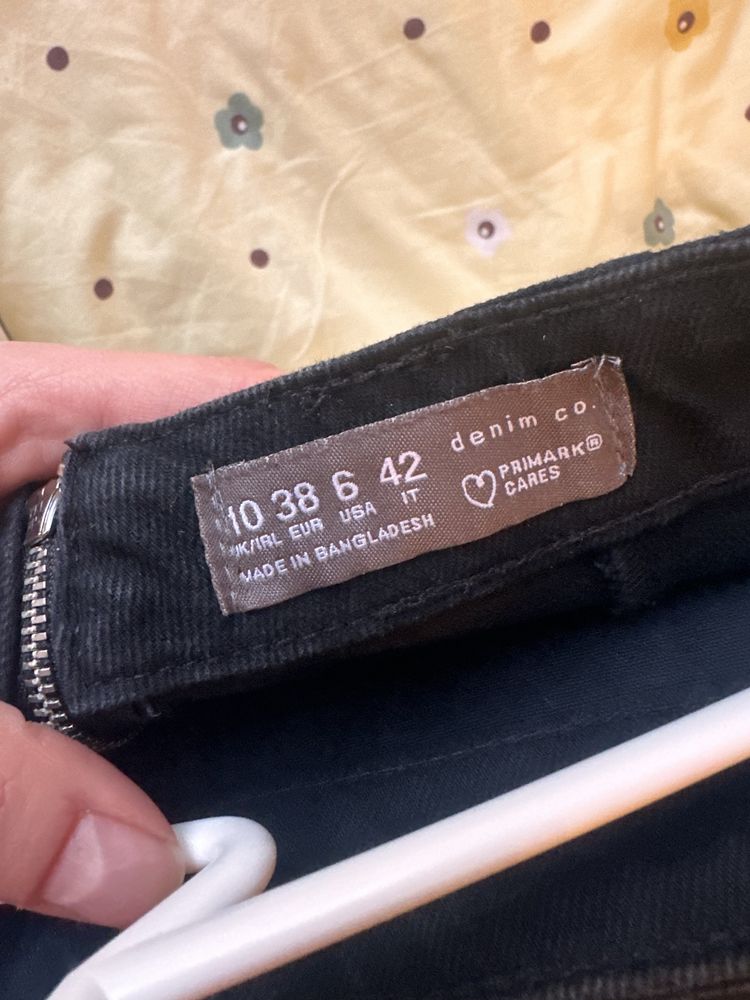 denim co.
10 38 6 42
UK/IRL EUR USA IT
PRIMARK®
CARES
MADE IN BANGLADESH